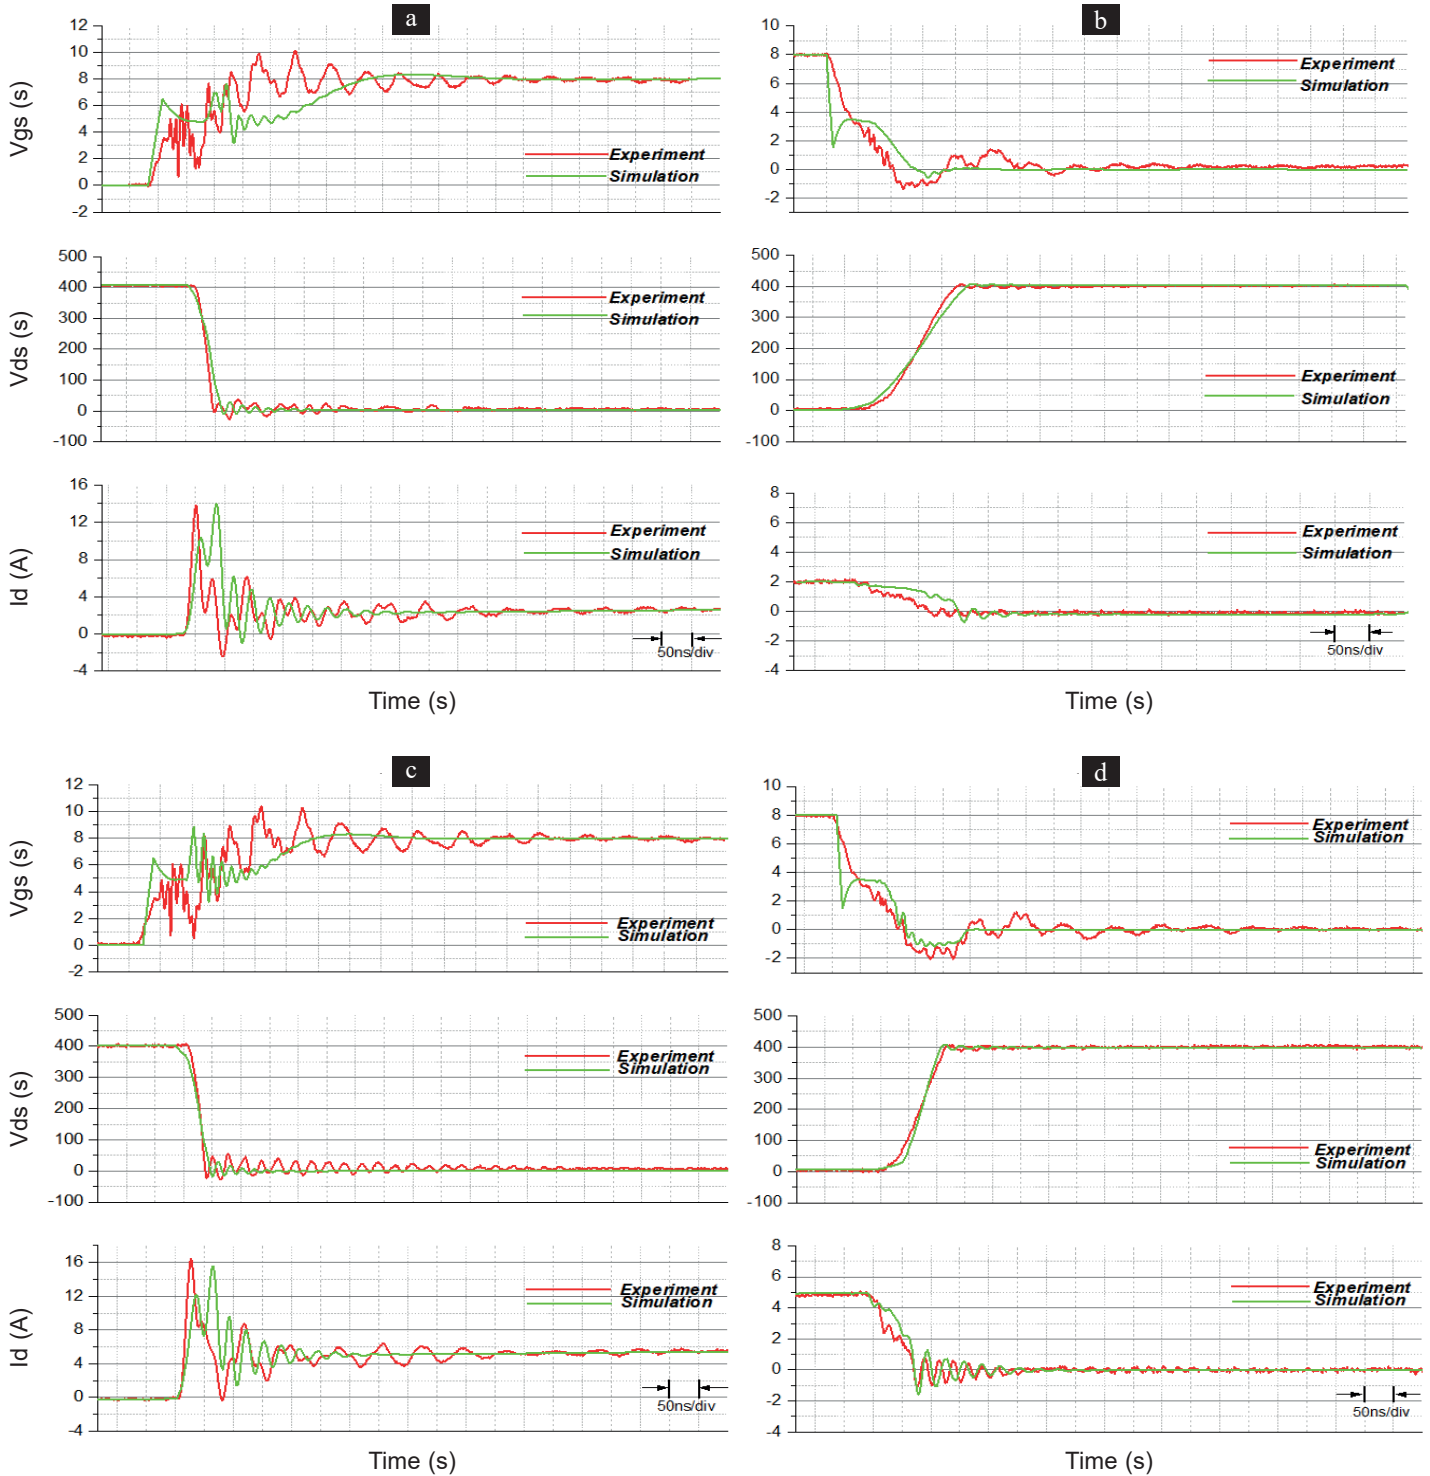 a
Vgs (s)
12
10
8
6
4
2
0
-2
Experiment
Simulation
b
10
8
6
4
2
0
-2
Experiment
Simulation
Vds (s)
500
400
300
200
100
0
-100
Experiment
Simulation
500
400
300
200
100
0
-100
Experiment
Simulation
Id (A)
16
12
8
4
0
-4
Experiment
Simulation
50ns/div
Time (s)
8
6
4
2
0
-2
-4
Experiment
Simulation
50ns/div
Time (s)
c
Vgs (s)
12
10
8
6
4
2
0
-2
Experiment
Simulation
d
10
8
6
4
2
0
-2
Experiment
Simulation
Vds (s)
500
400
300
200
100
0
-100
Experiment
Simulation
500
400
300
200
100
0
-100
Experiment
Simulation
Id (A)
16
12
8
4
0
-4
Experiment
Simulation
50ns/div
Time (s)
8
6
4
2
0
-2
-4
Experiment
Simulation
50ns/div
Time (s)